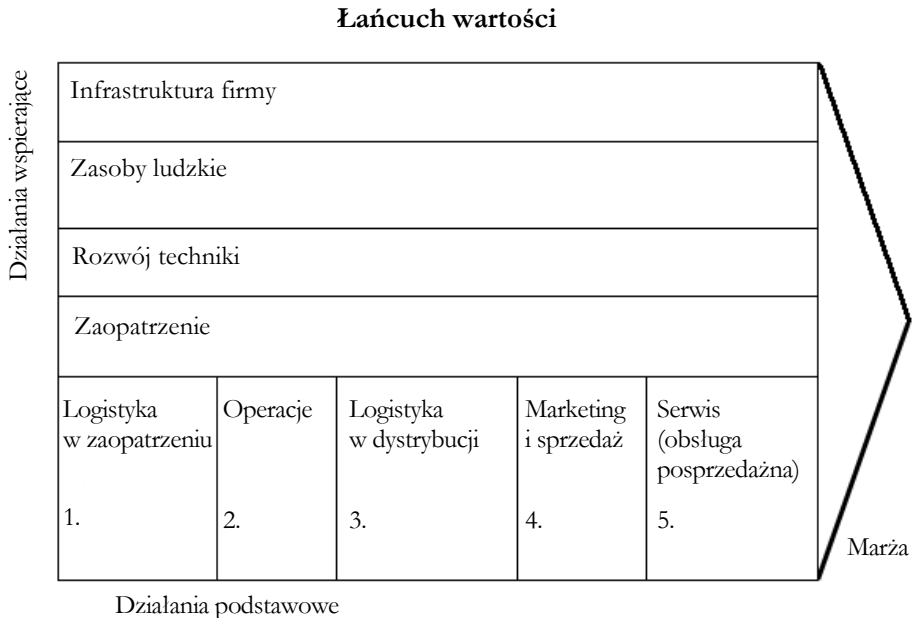 Łańcuch wartości
Działania wspierające
Infrastruktura firmy
Zasoby ludzkie
Rozwój techniki
Zaopatrzenie
Logistyka
w zaopatrzeniu
1.
Operacje
2.
Logistyka
w dystrybucji
3.
Marketing
i sprzedaż
4.
Serwis
(obsługa
posprzedażna)
5.
Marża
Działania podstawowe